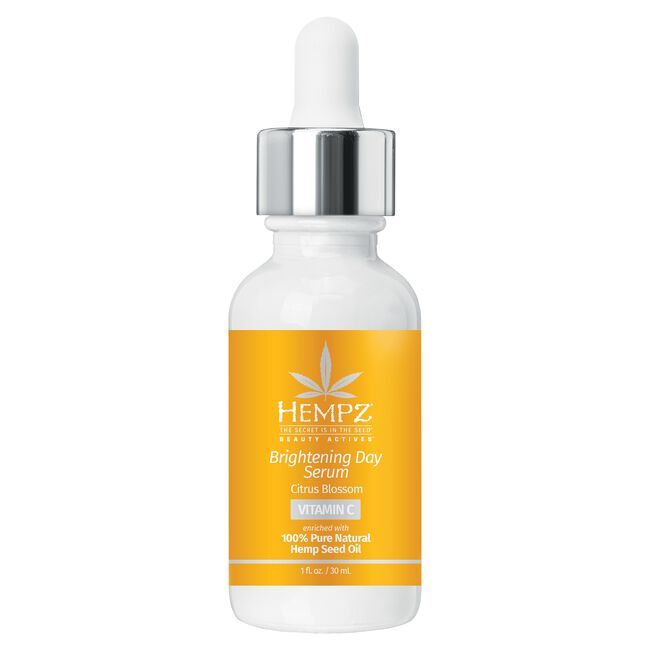 HEMPZ
THE SECRET IS IN THE SEED®
BEAUTY ACTIVES™
Brightening Day
Serum
Citrus Blossom
VITAMIN C
enriched with
100% Pure Natural
Hemp Seed Oil
1 fl. oz. / 30 mL